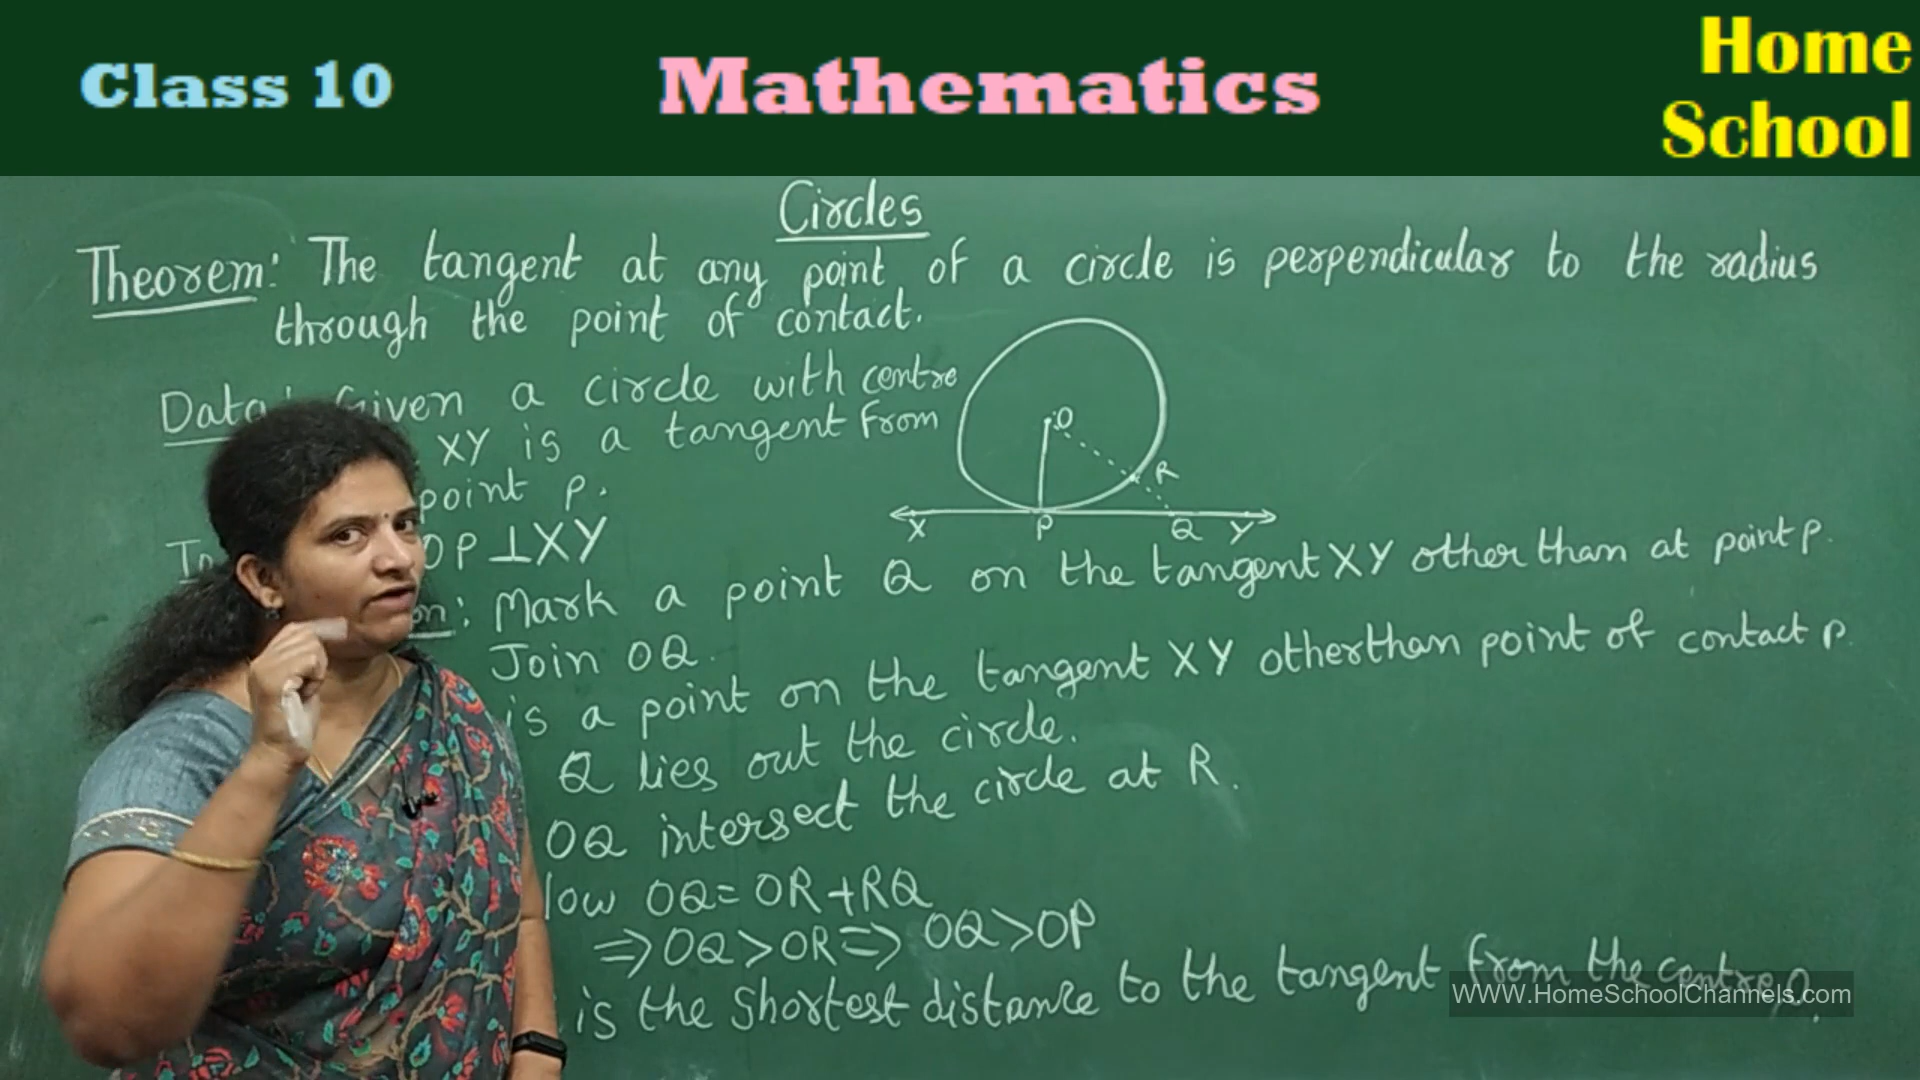 Class 10
Mathematics
Home
School
Circles
Theorem: The tangent at any point of a circle is perpendicular to the radius
through the point of contact.
Data: Given a circle with centre
XY is a tangent from
point P.
OP⊥XY
on: Mark a point Q on the tangent XY other than at point P.
Join OQ.
is a point on the tangent XY otherthan point of contact P.
Q lies out the circle.
OQ intersect the circle at R.
OQ = OR+RQ
⇒ OQ > OR ⇒ OQ > OP
is the shortest distance to the tangent from the centre O.
O
R
X P Q Y
WWW.HomeSchoolChannels.com